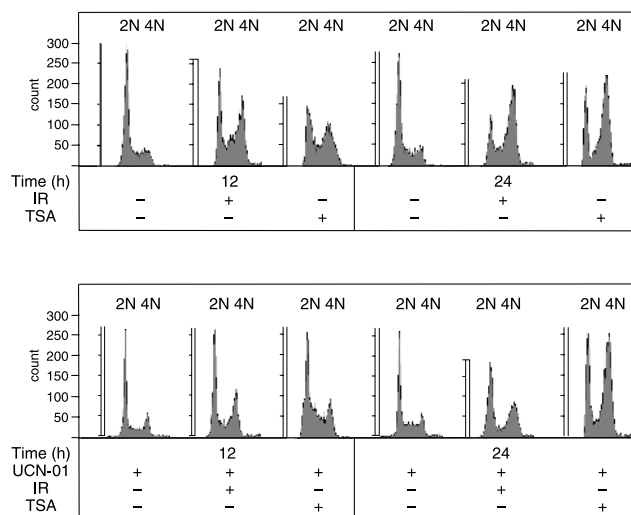 2N 4N 2N 4N 2N 4N 2N 4N 2N 4N 2N 4N
300
250
200
150
100
50
count
Time (h) 12 24
IR – + – – + –
TSA – – + – – +
2N 4N 2N 4N 2N 4N 2N 4N 2N 4N 2N 4N
300
250
200
150
100
50
count
Time (h) 12 24
UCN-01 + + + + + +
IR – + – – + –
TSA – – + – – +